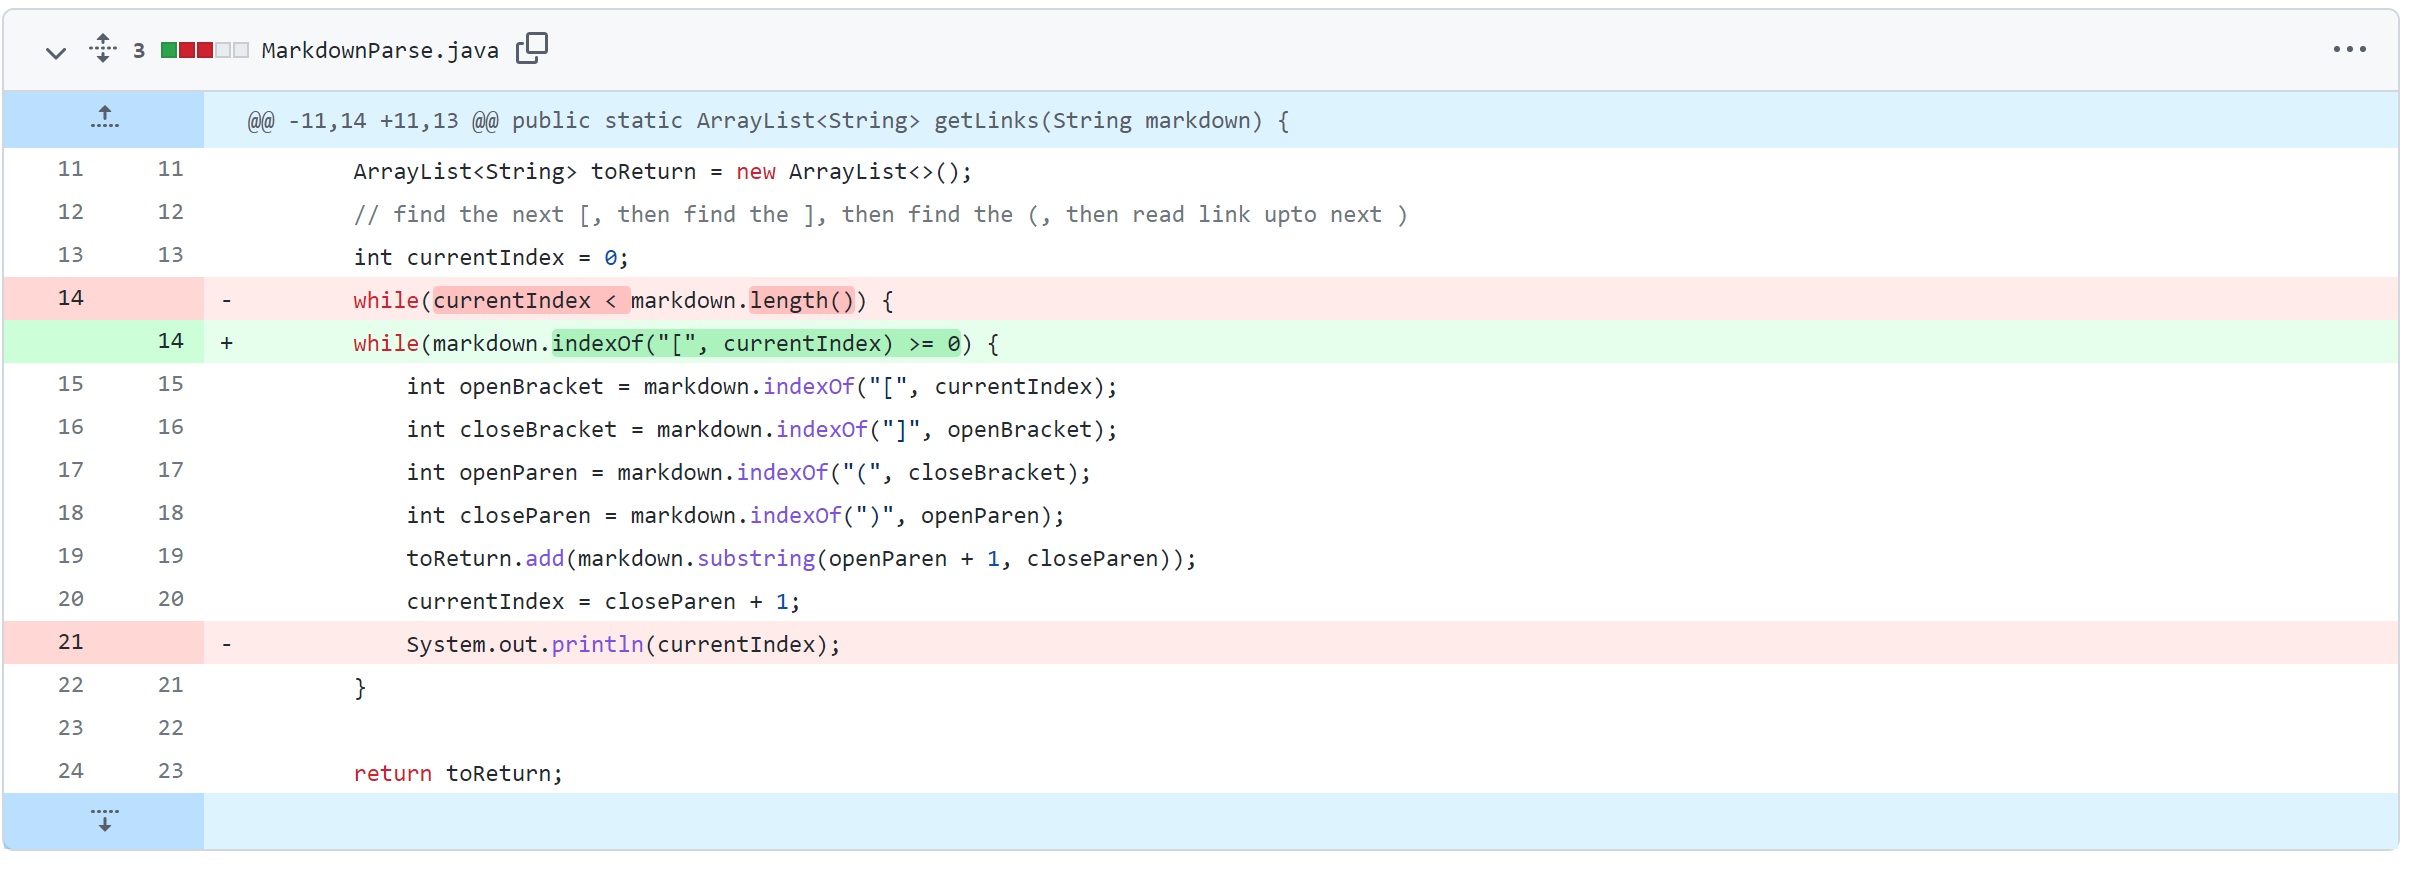 3 MarkdownParse.java
@@ -11,14 +11,13 @@ public static ArrayList<String> getLinks(String markdown) {
11 11 ArrayList<String> toReturn = new ArrayList<>();
12 12 // find the next [, then find the ], then find the (, then read link upto next )
13 13 int currentIndex = 0;
14 - while(currentIndex < markdown.length()) {
14 + while(markdown.indexOf("[", currentIndex) >= 0) {
15 15 int openBracket = markdown.indexOf("[", currentIndex);
16 16 int closeBracket = markdown.indexOf("]", openBracket);
17 17 int openParen = markdown.indexOf("(", closeBracket);
18 18 int closeParen = markdown.indexOf(")", openParen);
19 19 toReturn.add(markdown.substring(openParen + 1, closeParen));
20 20 currentIndex = closeParen + 1;
21 - System.out.println(currentIndex);
22 21 }
23 22
24 23 return toReturn;